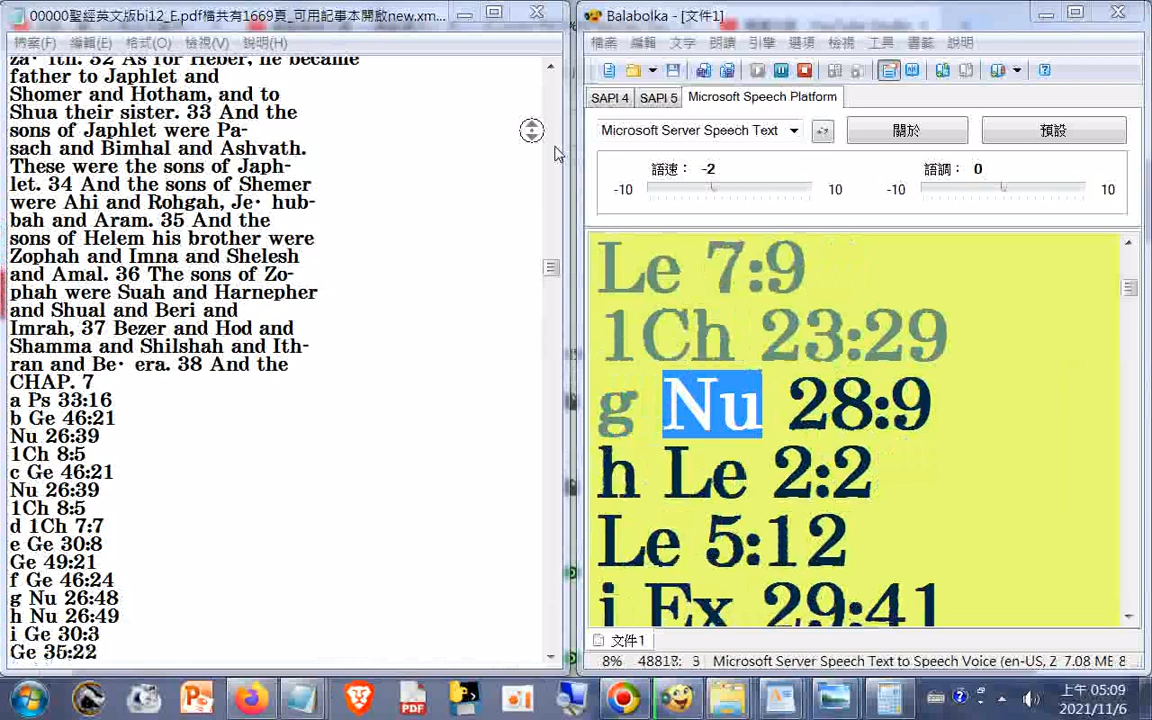 00000聖經英文版bi12_E.pdf檔共有1669頁_可用記事本開啟new.xm...
檔案(F) 編輯(E) 格式(O) 檢視(V) 說明(H)
za· ith. 32 As for Heber, he became
father to Japhlet and
Shomer and Hotham, and to
Shua their sister. 33 And the
sons of Japhlet were Pa-
sach and Bimhal and Ashvath.
These were the sons of Japh-
let. 34 And the sons of Shemer
were Ahi and Rohgah, Je· hub-
bah and Aram. 35 And the
sons of Helem his brother were
Zophah and Imna and Shelesh
and Amal. 36 The sons of Zo-
phah were Suah and Harnepher
and Shual and Beri and
Imrah, 37 Bezer and Hod and
Shamma and Shilshah and Ith-
ran and Be· era. 38 And the
CHAP. 7
a Ps 33:16
b Ge 46:21
Nu 26:39
1Ch 8:5
c Ge 46:21
Nu 26:39
1Ch 8:5
d 1Ch 7:7
e Ge 30:8
Ge 49:21
f Ge 46:24
g Nu 26:48
h Nu 26:49
i Ge 30:3
Ge 35:22
Balabolka - [文件1]
檔案 編輯 文字 朗讀 引擎 選項 檢視 工具 書籤 說明
SAPI 4 SAPI 5 Microsoft Speech Platform
Microsoft Server Speech Text 關於 預設
語速： -2 語調： 0
-10 10 -10 10
Le 7:9
1Ch 23:29
g Nu 28:9
h Le 2:2
Le 5:12
i Ex 29:41
文件1
8% 48817: 3 Microsoft Server Speech Text to Speech Voice (en-US, Z 7.08 MB 8
上午 05:09
2021/11/6